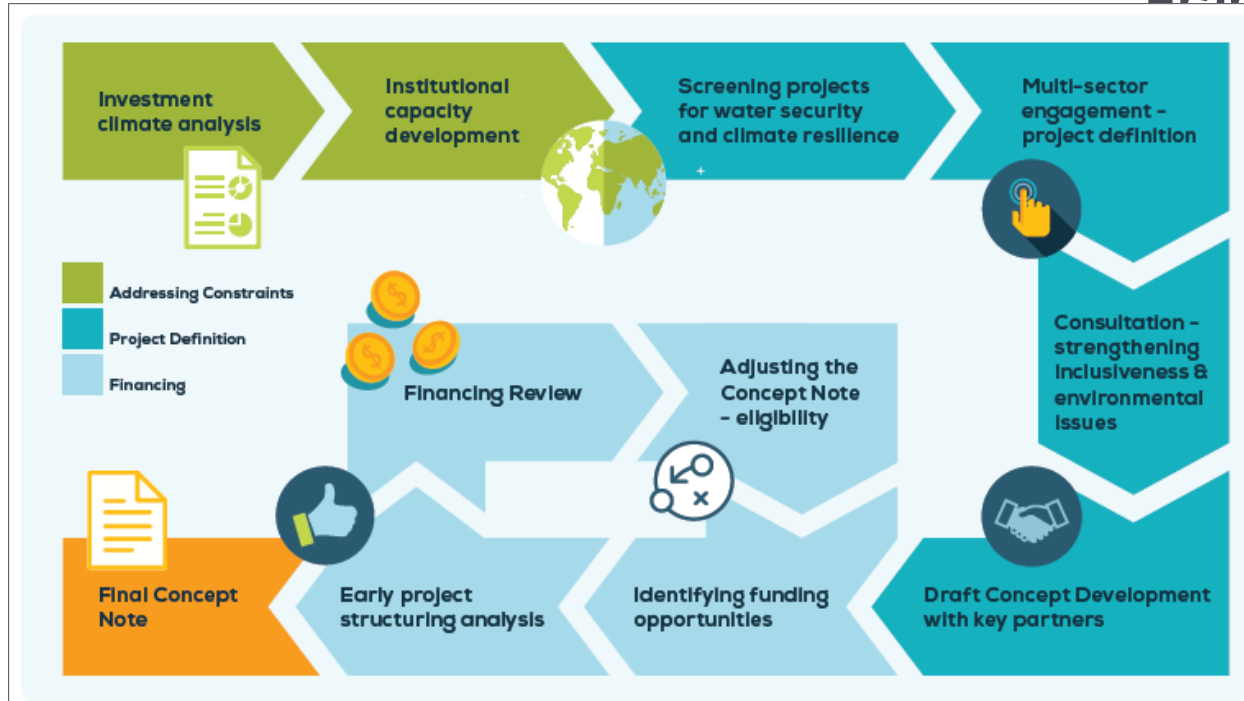 Investment
climate analysis
Institutional
capacity
development
Screening projects
for water security
and climate resilience
Multi-sector
engagement -
project definition
Addressing Constraints
Project Definition
Financing
Consultation -
strengthening
inclusiveness &
environmental
issues
Financing Review
Adjusting the
Concept Note
- eligibility
Final Concept
Note
Early project
structuring analysis
Identifying funding
opportunities
Draft Concept Development
with key partners